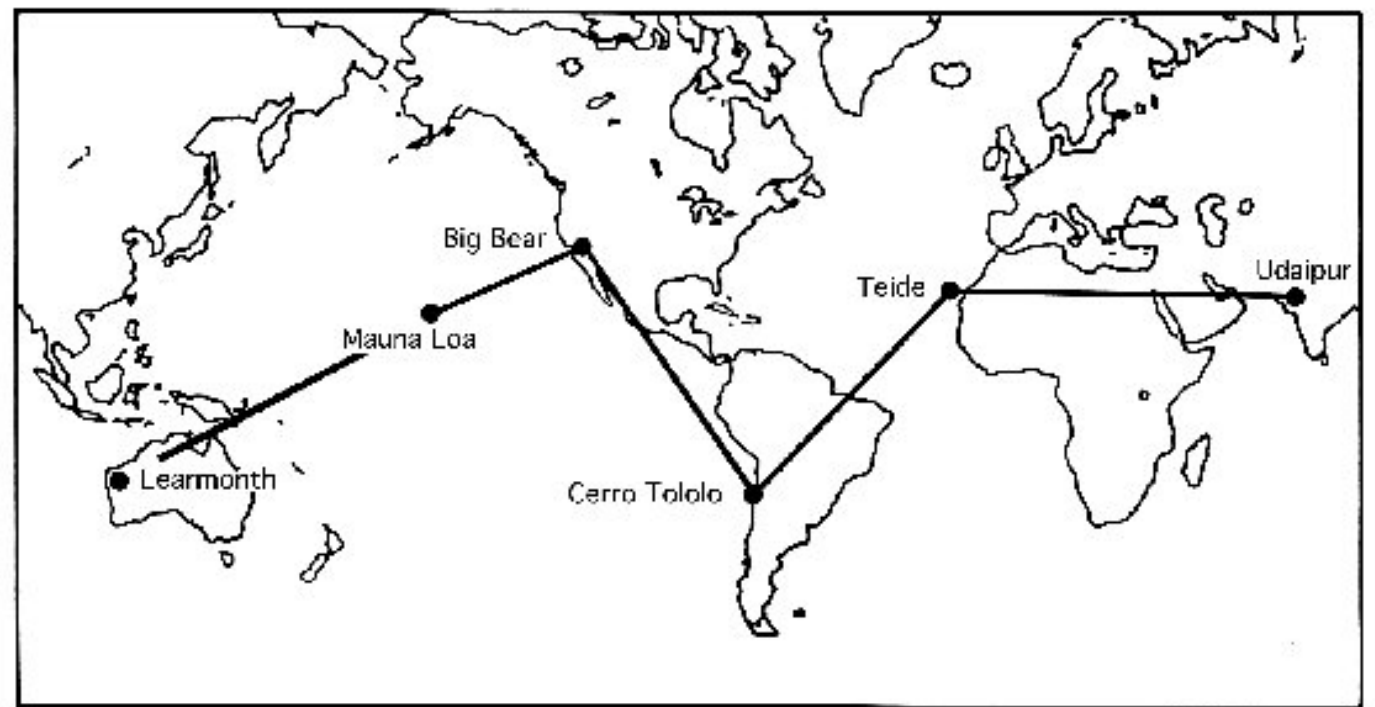 Big Bear
Udaipur
Teide
Mauna Loa
Learmonth
Cerro Tololo